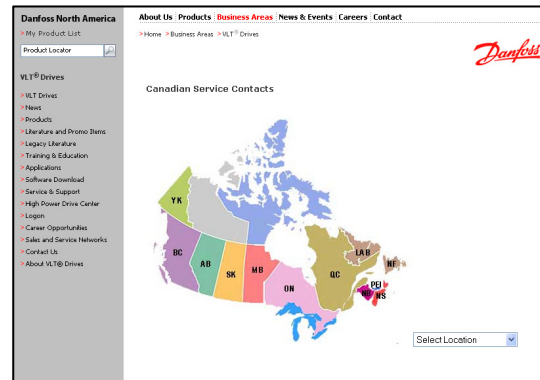 Danfoss North America
> My Product List
Product Locator
VLT® Drives
> VLT Drives
> News
> Products
> Literature and Promo Items
> Legacy Literature
> Training & Education
> Applications
> Software Download
> Service & Support
> High Power Drive Center
> Logon
> Career Opportunities
> Sales and Service Networks
> Contact Us
> About VLT® Drives
About Us Products Business Areas News & Events Careers Contact
> Home > Business Areas > VLT® Drives
Danfoss
Canadian Service Contacts
YK
BC
AB
SK
MB
ON
QC
LAB
NF
PEI
NB
NS
Select Location